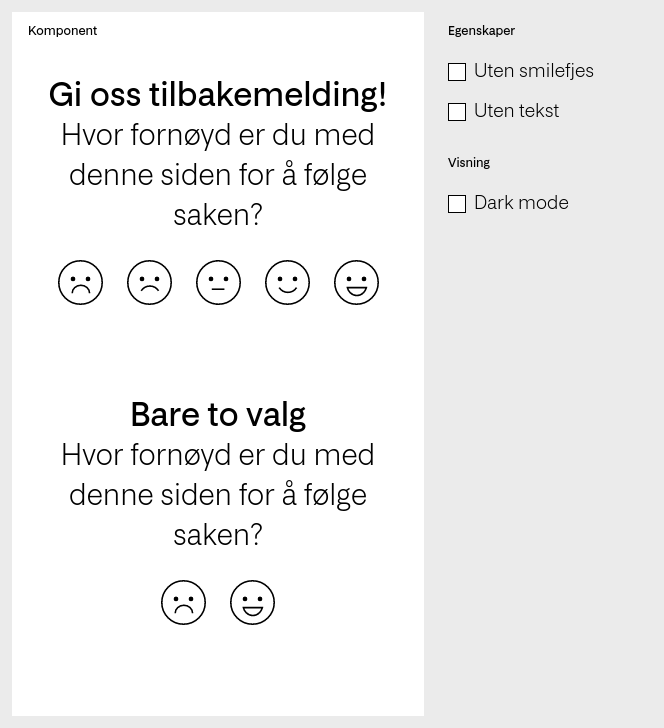 Komponent
Gi oss tilbakemelding!
Hvor fornøyd er du med
denne siden for å følge
saken?
Bare to valg
Hvor fornøyd er du med
denne siden for å følge
saken?
Egenskaper
Uten smilefjes
Uten tekst
Visning
Dark mode